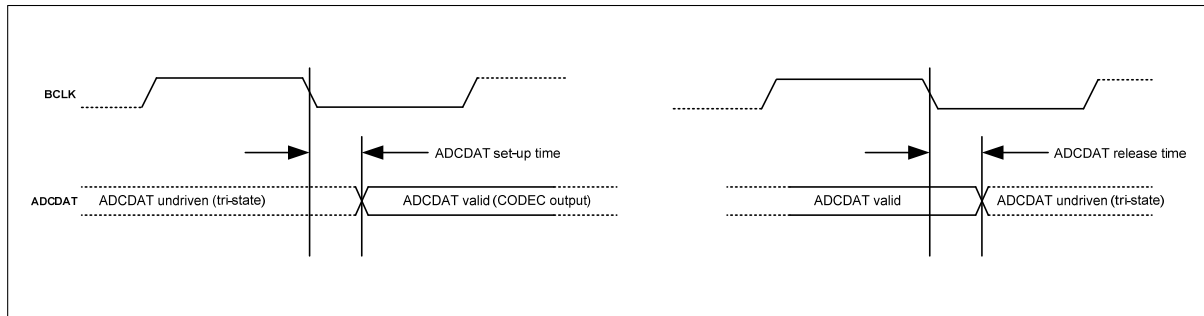 BCLK
ADCDAT set-up time
ADCDAT release time
ADCDAT
ADCDAT undriven (tri-state)
ADCDAT valid (CODEC output)
ADCDAT valid
ADCDAT undriven (tri-state)